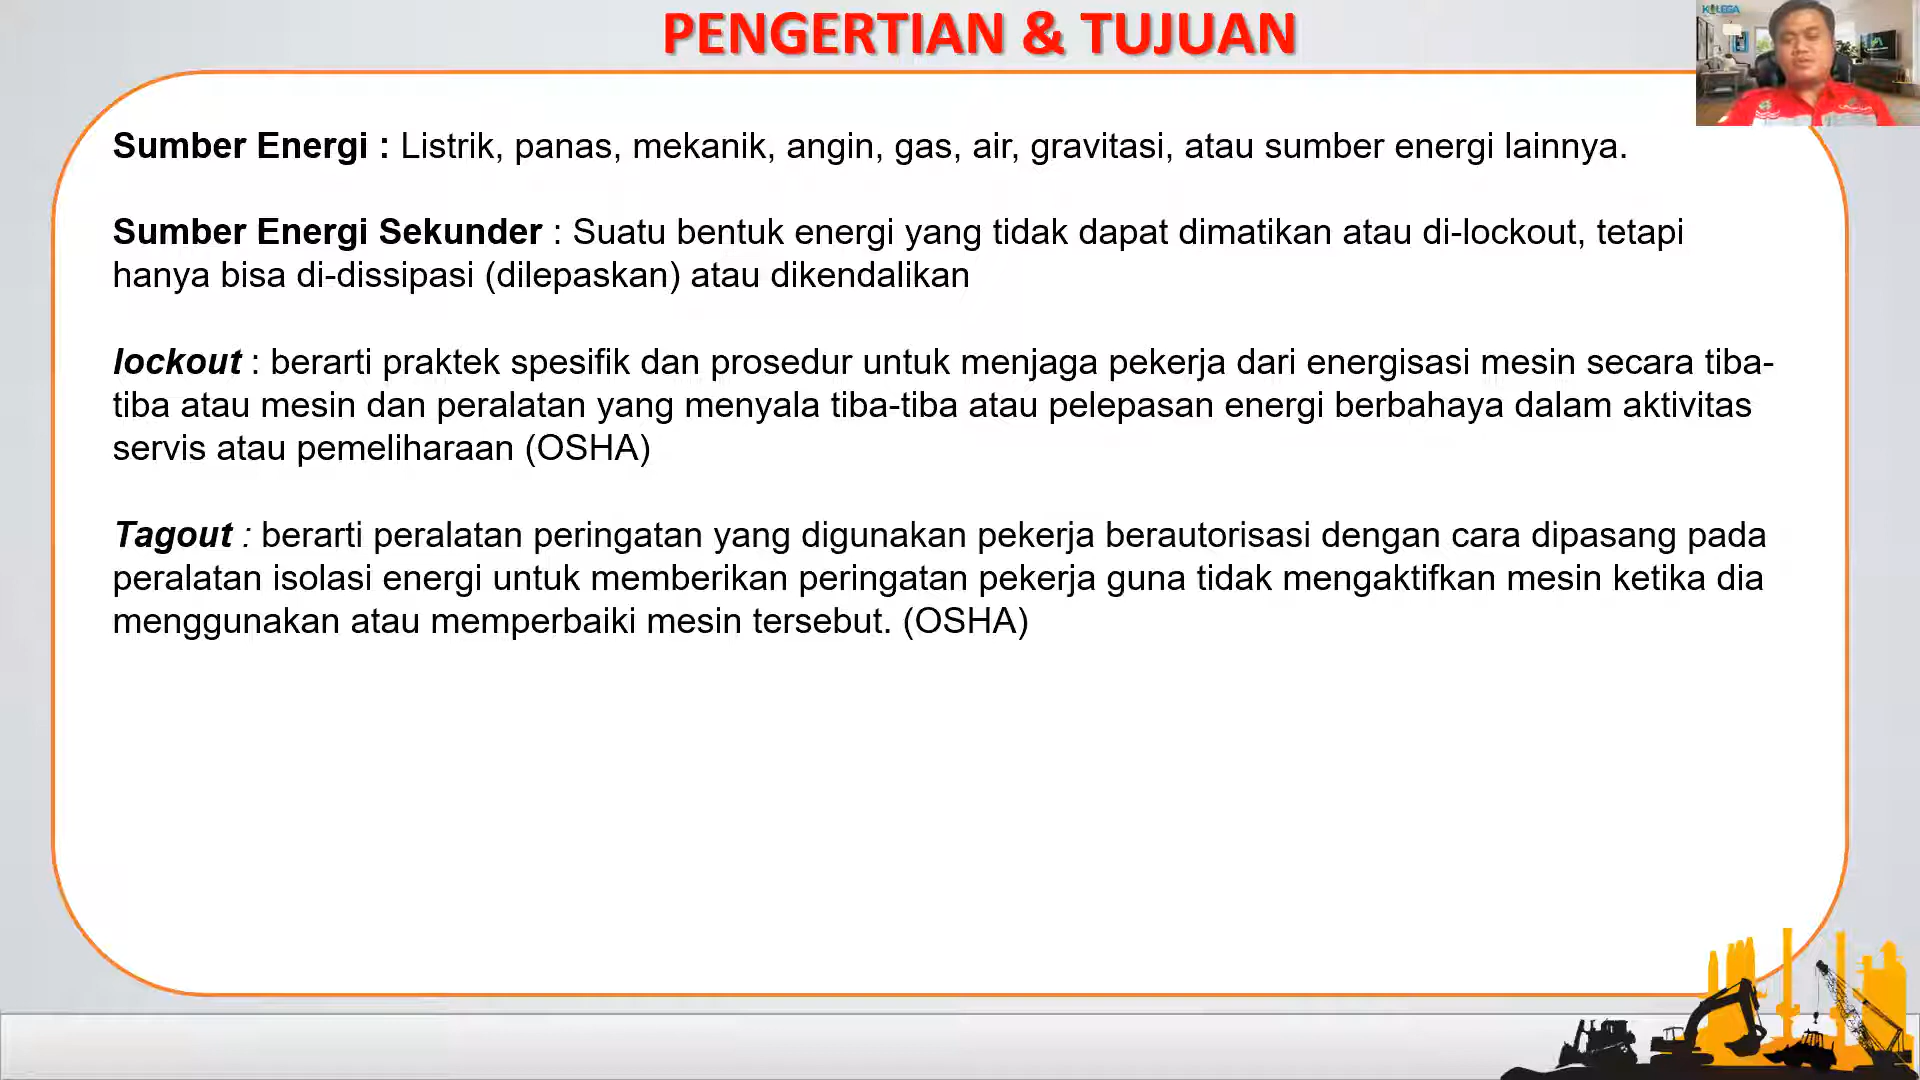 PENGERTIAN & TUJUAN
KOLEGA
Sumber Energi : Listrik, panas, mekanik, angin, gas, air, gravitasi, atau sumber energi lainnya.
Sumber Energi Sekunder : Suatu bentuk energi yang tidak dapat dimatikan atau di-lockout, tetapi
hanya bisa di-dissipasi (dilepaskan) atau dikendalikan
lockout : berarti praktek spesifik dan prosedur untuk menjaga pekerja dari energisasi mesin secara tiba-
tiba atau mesin dan peralatan yang menyala tiba-tiba atau pelepasan energi berbahaya dalam aktivitas
servis atau pemeliharaan (OSHA)
Tagout : berarti peralatan peringatan yang digunakan pekerja berautorisasi dengan cara dipasang pada
peralatan isolasi energi untuk memberikan peringatan pekerja guna tidak mengaktifkan mesin ketika dia
menggunakan atau memperbaiki mesin tersebut. (OSHA)